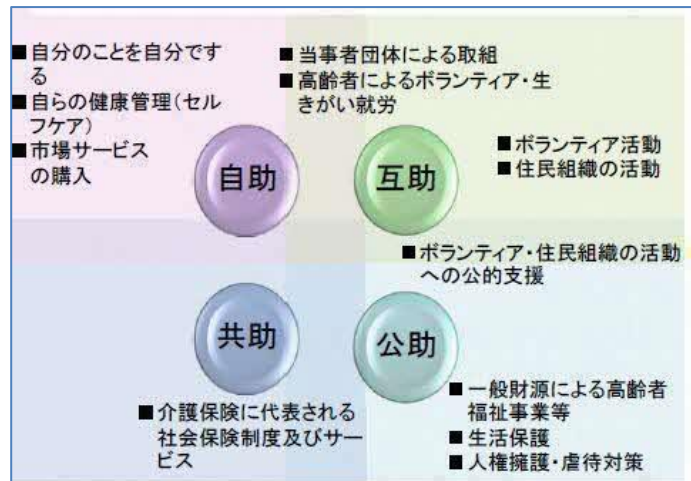 ■自分のことを自分です
る
■自らの健康管理(セル
フケア)
■市場サービス
の購入
■当事者団体による取組
■高齢者によるボランティア・生
きがい就労
■ボランティア活動
■住民組織の活動
自助
互助
■ボランティア・住民組織の活動
への公的支援
共助
公助
■介護保険に代表される
社会保険制度及びサー
ビス
■一般財源による高齢者
福祉事業等
■生活保護
■人権擁護・虐待対策